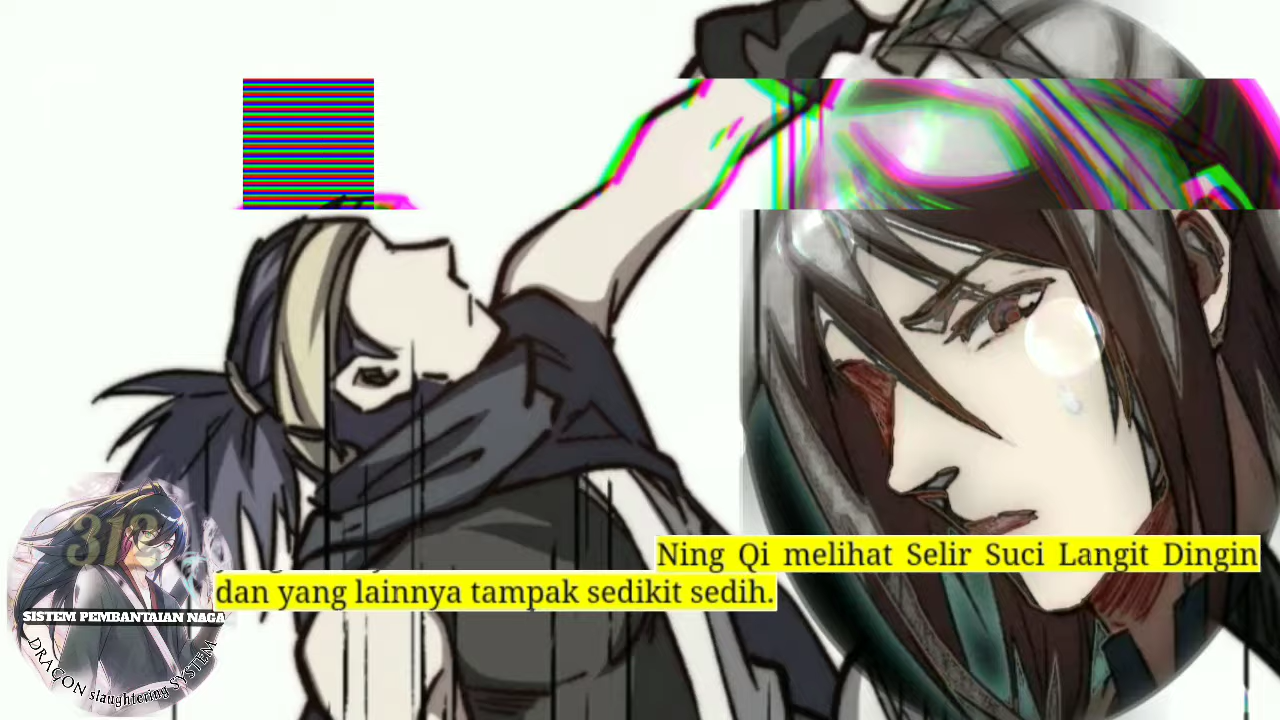 Ning Qi melihat Selir Suci Langit Dingin
dan yang lainnya tampak sedikit sedih.
SISTEM PEMBANTAIAN NAGA
DRAGON slaughtering SYSTEM